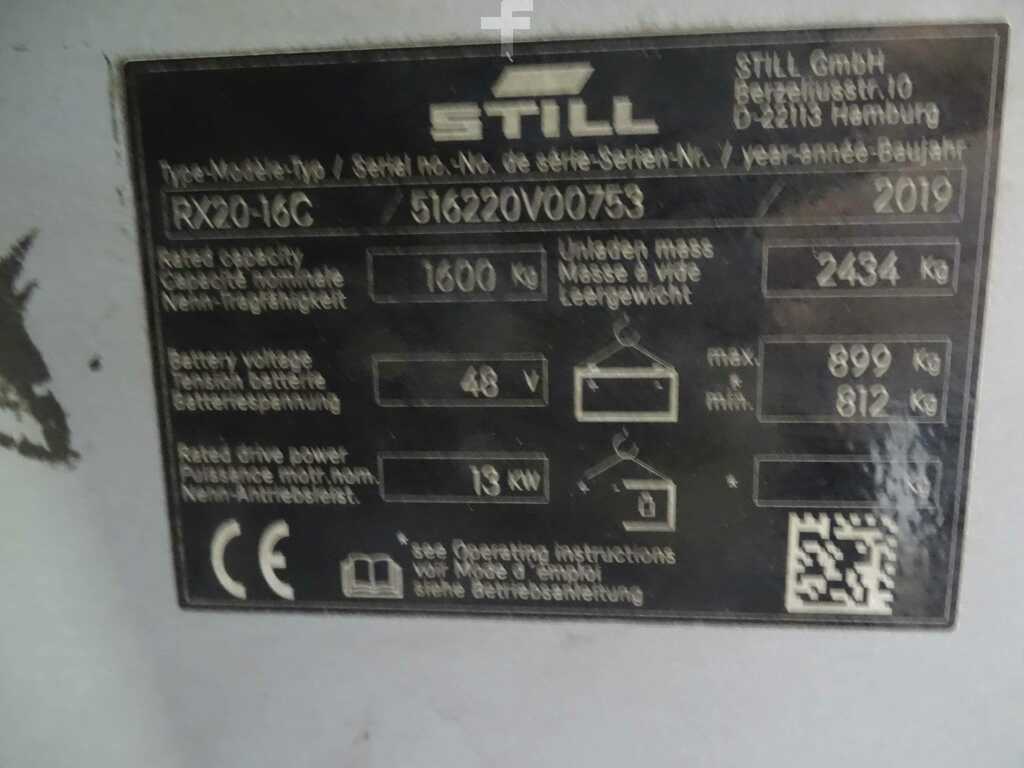 f
STILL
STILL GmbH
Berzeliusstr.10
D-22113 Hamburg
Type-Modèle-Typ / Serial no.-No. de série-Serien-Nr. / year-année-Baujahr
RX20-16C / 516220V00753 / 2019
Rated capacity
Capacité nominale
Nenn-Tragfähigkeit
1600 Kg
Unladen mass
Masse à vide
Leergewicht
2434 Kg
Battery voltage
Tension batterie
Batteriespannung
48 V
max. 899 Kg
*
min. 812 Kg
Rated drive power
Puissance motr.nom.
Nenn-Antriebsleist.
13 KW
*
* Kg
CE
*see Operating instructions
voir Mode d'emploi
siehe Betriebsanleitung